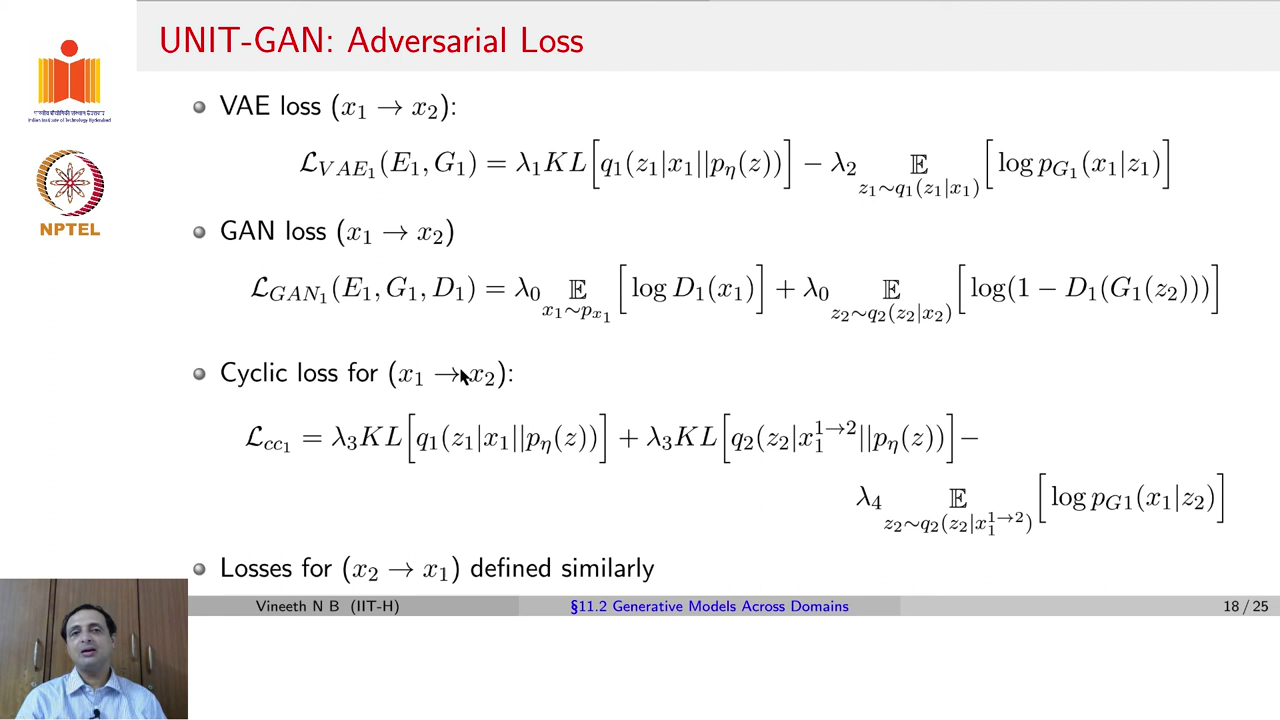 UNIT-GAN: Adversarial Loss
Indian Institute of Technology Hyderabad
NPTEL
VAE loss (x₁ → x₂):
ℒ_{VAE₁}(E₁, G₁) = λ₁KL[q₁(z₁|x₁||p_η(z))] − λ₂ 𝔼_{z₁∼q₁(z₁|x₁)} [log p_{G₁}(x₁|z₁)]
GAN loss (x₁ → x₂)
ℒ_{GAN₁}(E₁, G₁, D₁) = λ₀ 𝔼_{x₁∼p_{x₁}} [log D₁(x₁)] + λ₀ 𝔼_{z₂∼q₂(z₂|x₂)} [log(1 − D₁(G₁(z₂)))]
Cyclic loss for (x₁ → x₂):
ℒ_{cc₁} = λ₃KL[q₁(z₁|x₁||p_η(z))] + λ₃KL[q₂(z₂|x₁^{1→2}||p_η(z))] −
λ₄ 𝔼_{z₂∼q₂(z₂|x₁^{1→2})} [log p_{G1}(x₁|z₂)]
Losses for (x₂ → x₁) defined similarly
Vineeth N B (IIT-H) §11.2 Generative Models Across Domains 18 / 25